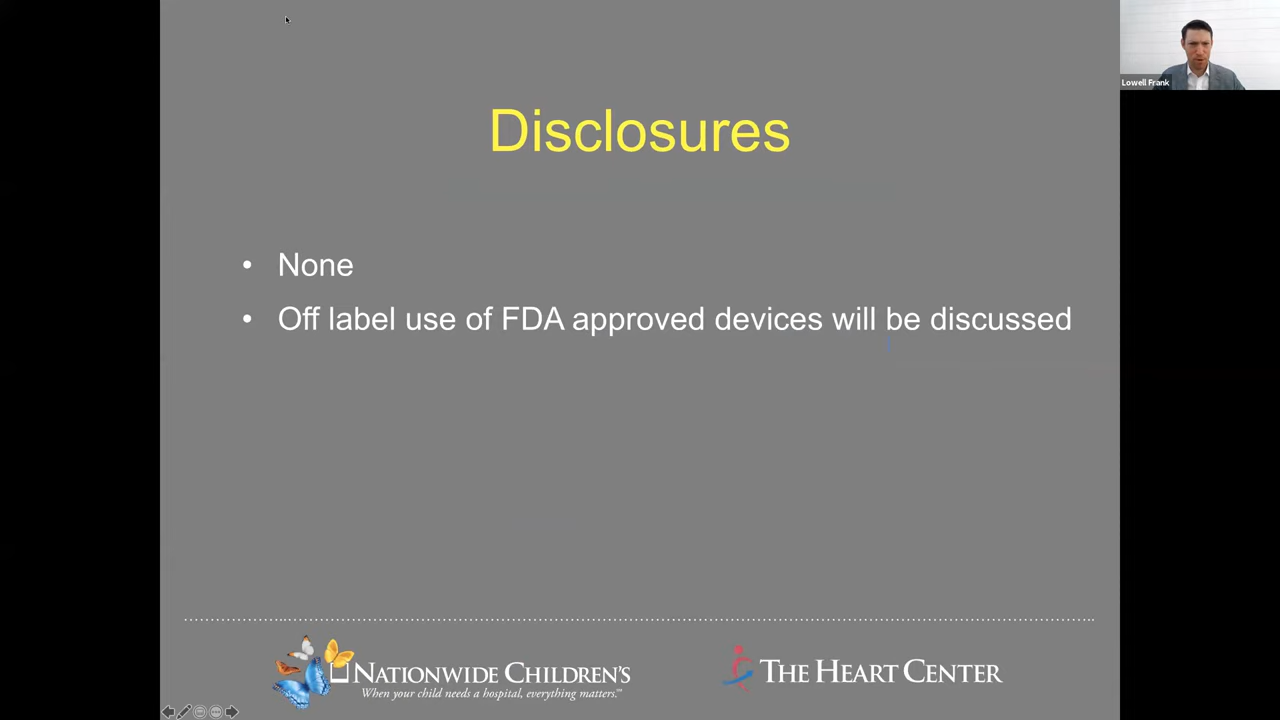 Disclosures
• None
• Off label use of FDA approved devices will be discussed
Lowell Frank
NATIONWIDE CHILDREN'S
When your child needs a hospital, everything matters.℠
THE HEART CENTER